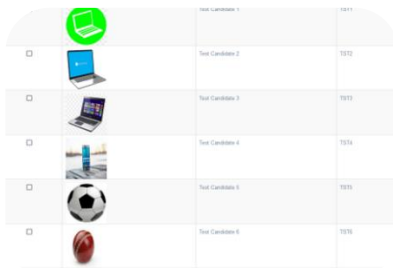 Test Candidate 1 TST1
Test Candidate 2 TST2
Test Candidate 3 TST3
Test Candidate 4 TST4
Test Candidate 5 TST5
Test Candidate 6 TST6